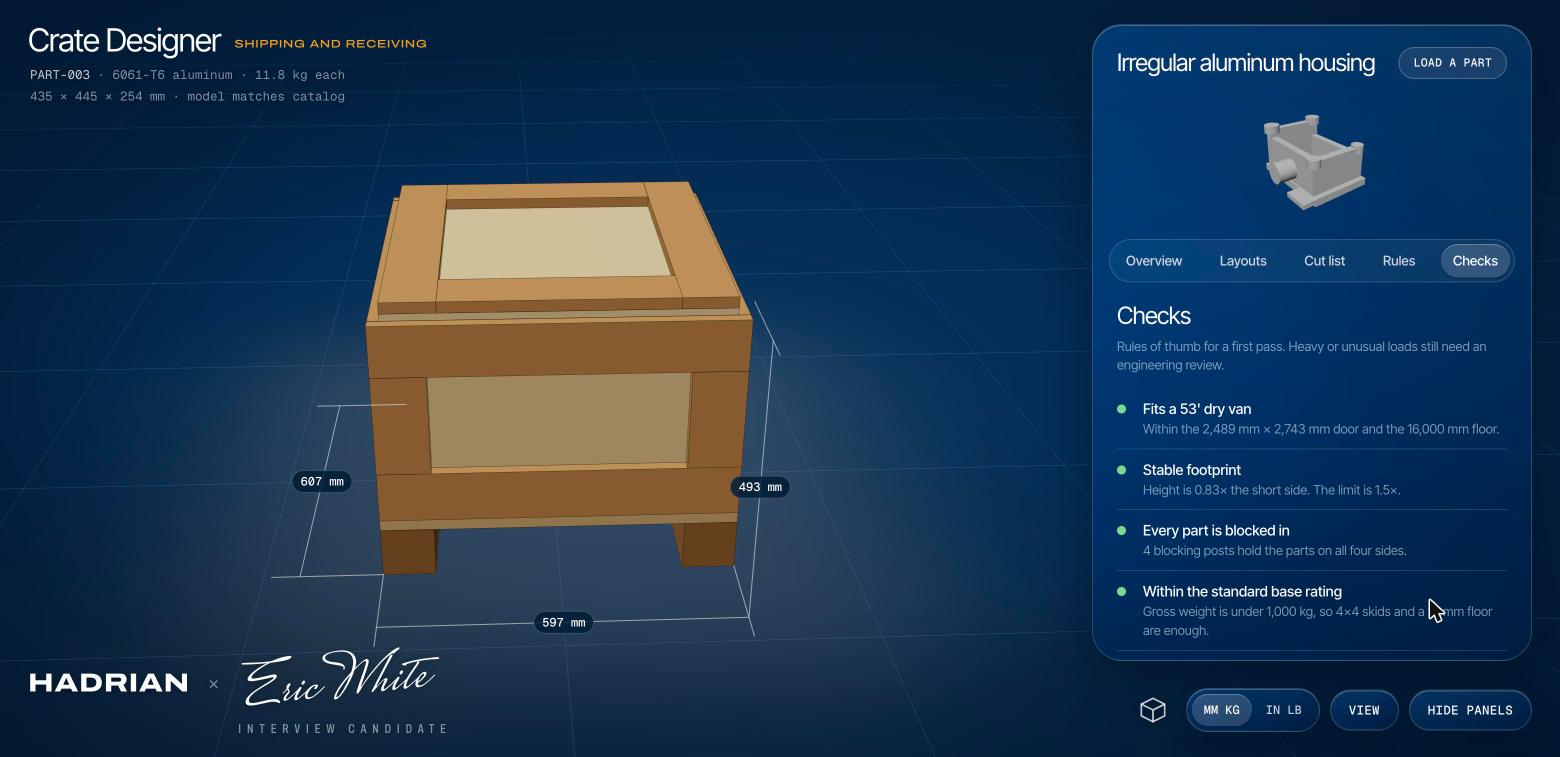 Crate Designer SHIPPING AND RECEIVING
PART-003 · 6061-T6 aluminum · 11.8 kg each
435 × 445 × 254 mm · model matches catalog
607 mm
493 mm
597 mm
HADRIAN × Eric White
INTERVIEW CANDIDATE
Irregular aluminum housing
LOAD A PART
Overview Layouts Cut list Rules Checks
Checks
Rules of thumb for a first pass. Heavy or unusual loads still need an
engineering review.
Fits a 53' dry van
Within the 2,489 mm × 2,743 mm door and the 16,000 mm floor.
Stable footprint
Height is 0.83× the short side. The limit is 1.5×.
Every part is blocked in
4 blocking posts hold the parts on all four sides.
Within the standard base rating
Gross weight is under 1,000 kg, so 4×4 skids and a mm floor
are enough.
MM KG IN LB VIEW HIDE PANELS